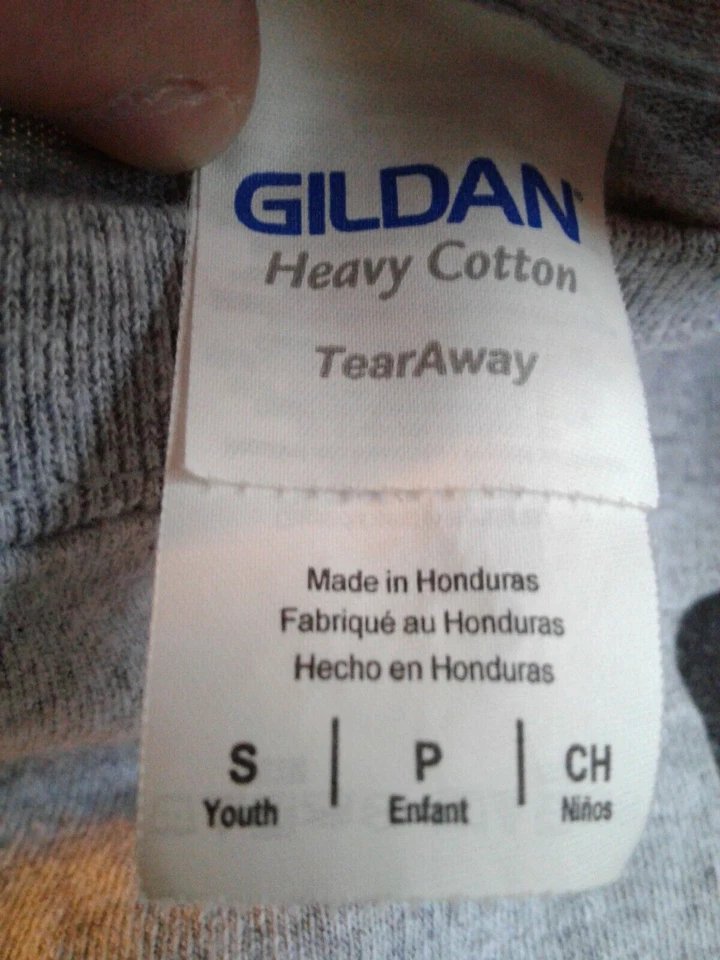 GILDAN
Heavy Cotton
TearAway
Made in Honduras
Fabriqué au Honduras
Hecho en Honduras
S | P | CH
Youth Enfant Niños